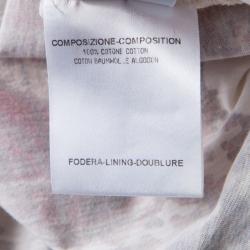 COMPOSIZIONE-COMPOSITION
100% COTONE COTTON
COTON BAUMWOLLE ALGODON
FODERA-LINING-DOUBLURE